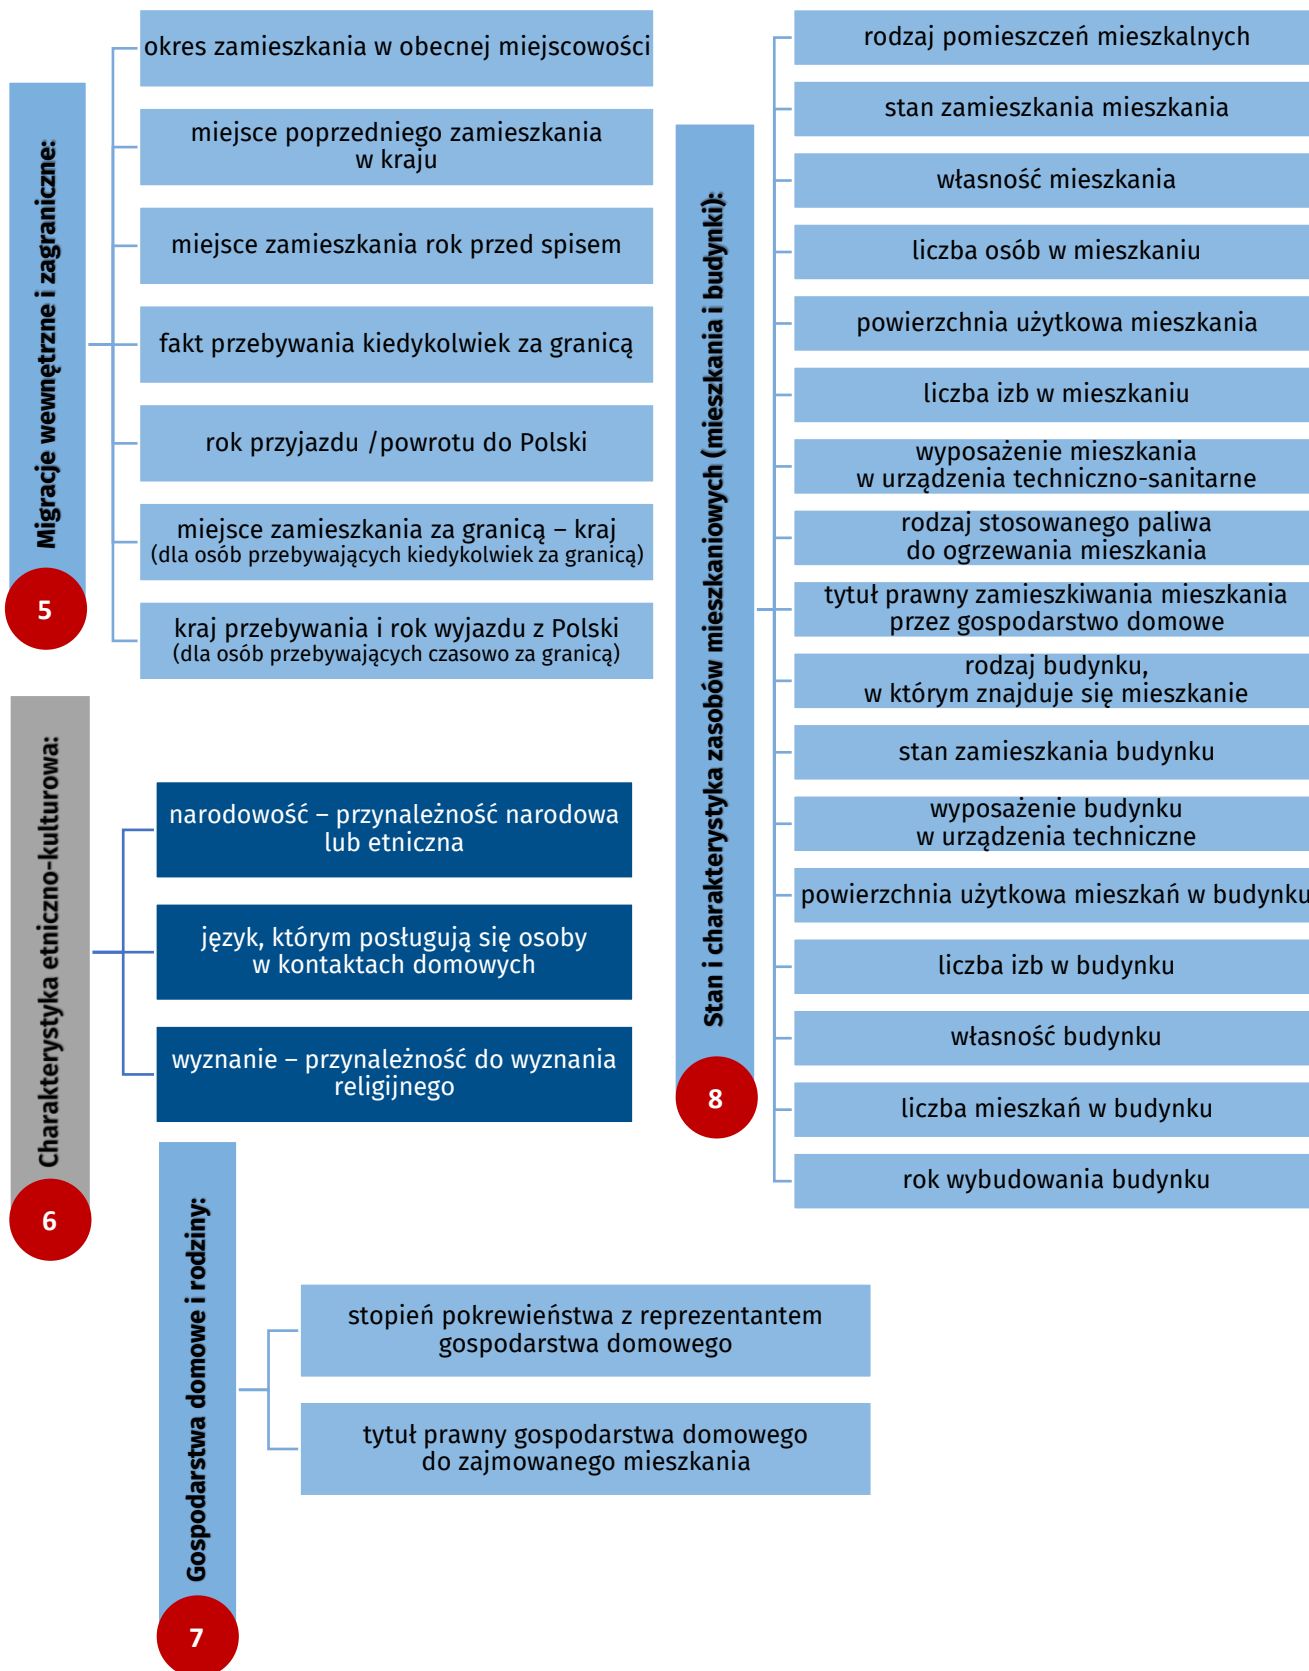 Migracje wewnętrzne i zagraniczne:
5
okres zamieszkania w obecnej miejscowości
miejsce poprzedniego zamieszkania
w kraju
miejsce zamieszkania rok przed spisem
fakt przebywania kiedykolwiek za granicą
rok przyjazdu /powrotu do Polski
miejsce zamieszkania za granicą – kraj
(dla osób przebywających kiedykolwiek za granicą)
kraj przebywania i rok wyjazdu z Polski
(dla osób przebywających czasowo za granicą)
Charakterystyka etniczno-kulturowa:
6
narodowość – przynależność narodowa
lub etniczna
język, którym posługują się osoby
w kontaktach domowych
wyznanie – przynależność do wyznania
religijnego
Gospodarstwa domowe i rodziny:
7
stopień pokrewieństwa z reprezentantem
gospodarstwa domowego
tytuł prawny gospodarstwa domowego
do zajmowanego mieszkania
Stan i charakterystyka zasobów mieszkaniowych (mieszkania i budynki):
8
rodzaj pomieszczeń mieszkalnych
stan zamieszkania mieszkania
własność mieszkania
liczba osób w mieszkaniu
powierzchnia użytkowa mieszkania
liczba izb w mieszkaniu
wyposażenie mieszkania
w urządzenia techniczno-sanitarne
rodzaj stosowanego paliwa
do ogrzewania mieszkania
tytuł prawny zamieszkiwania mieszkania
przez gospodarstwo domowe
rodzaj budynku,
w którym znajduje się mieszkanie
stan zamieszkania budynku
wyposażenie budynku
w urządzenia techniczne
powierzchnia użytkowa mieszkań w budynku
liczba izb w budynku
własność budynku
liczba mieszkań w budynku
rok wybudowania budynku